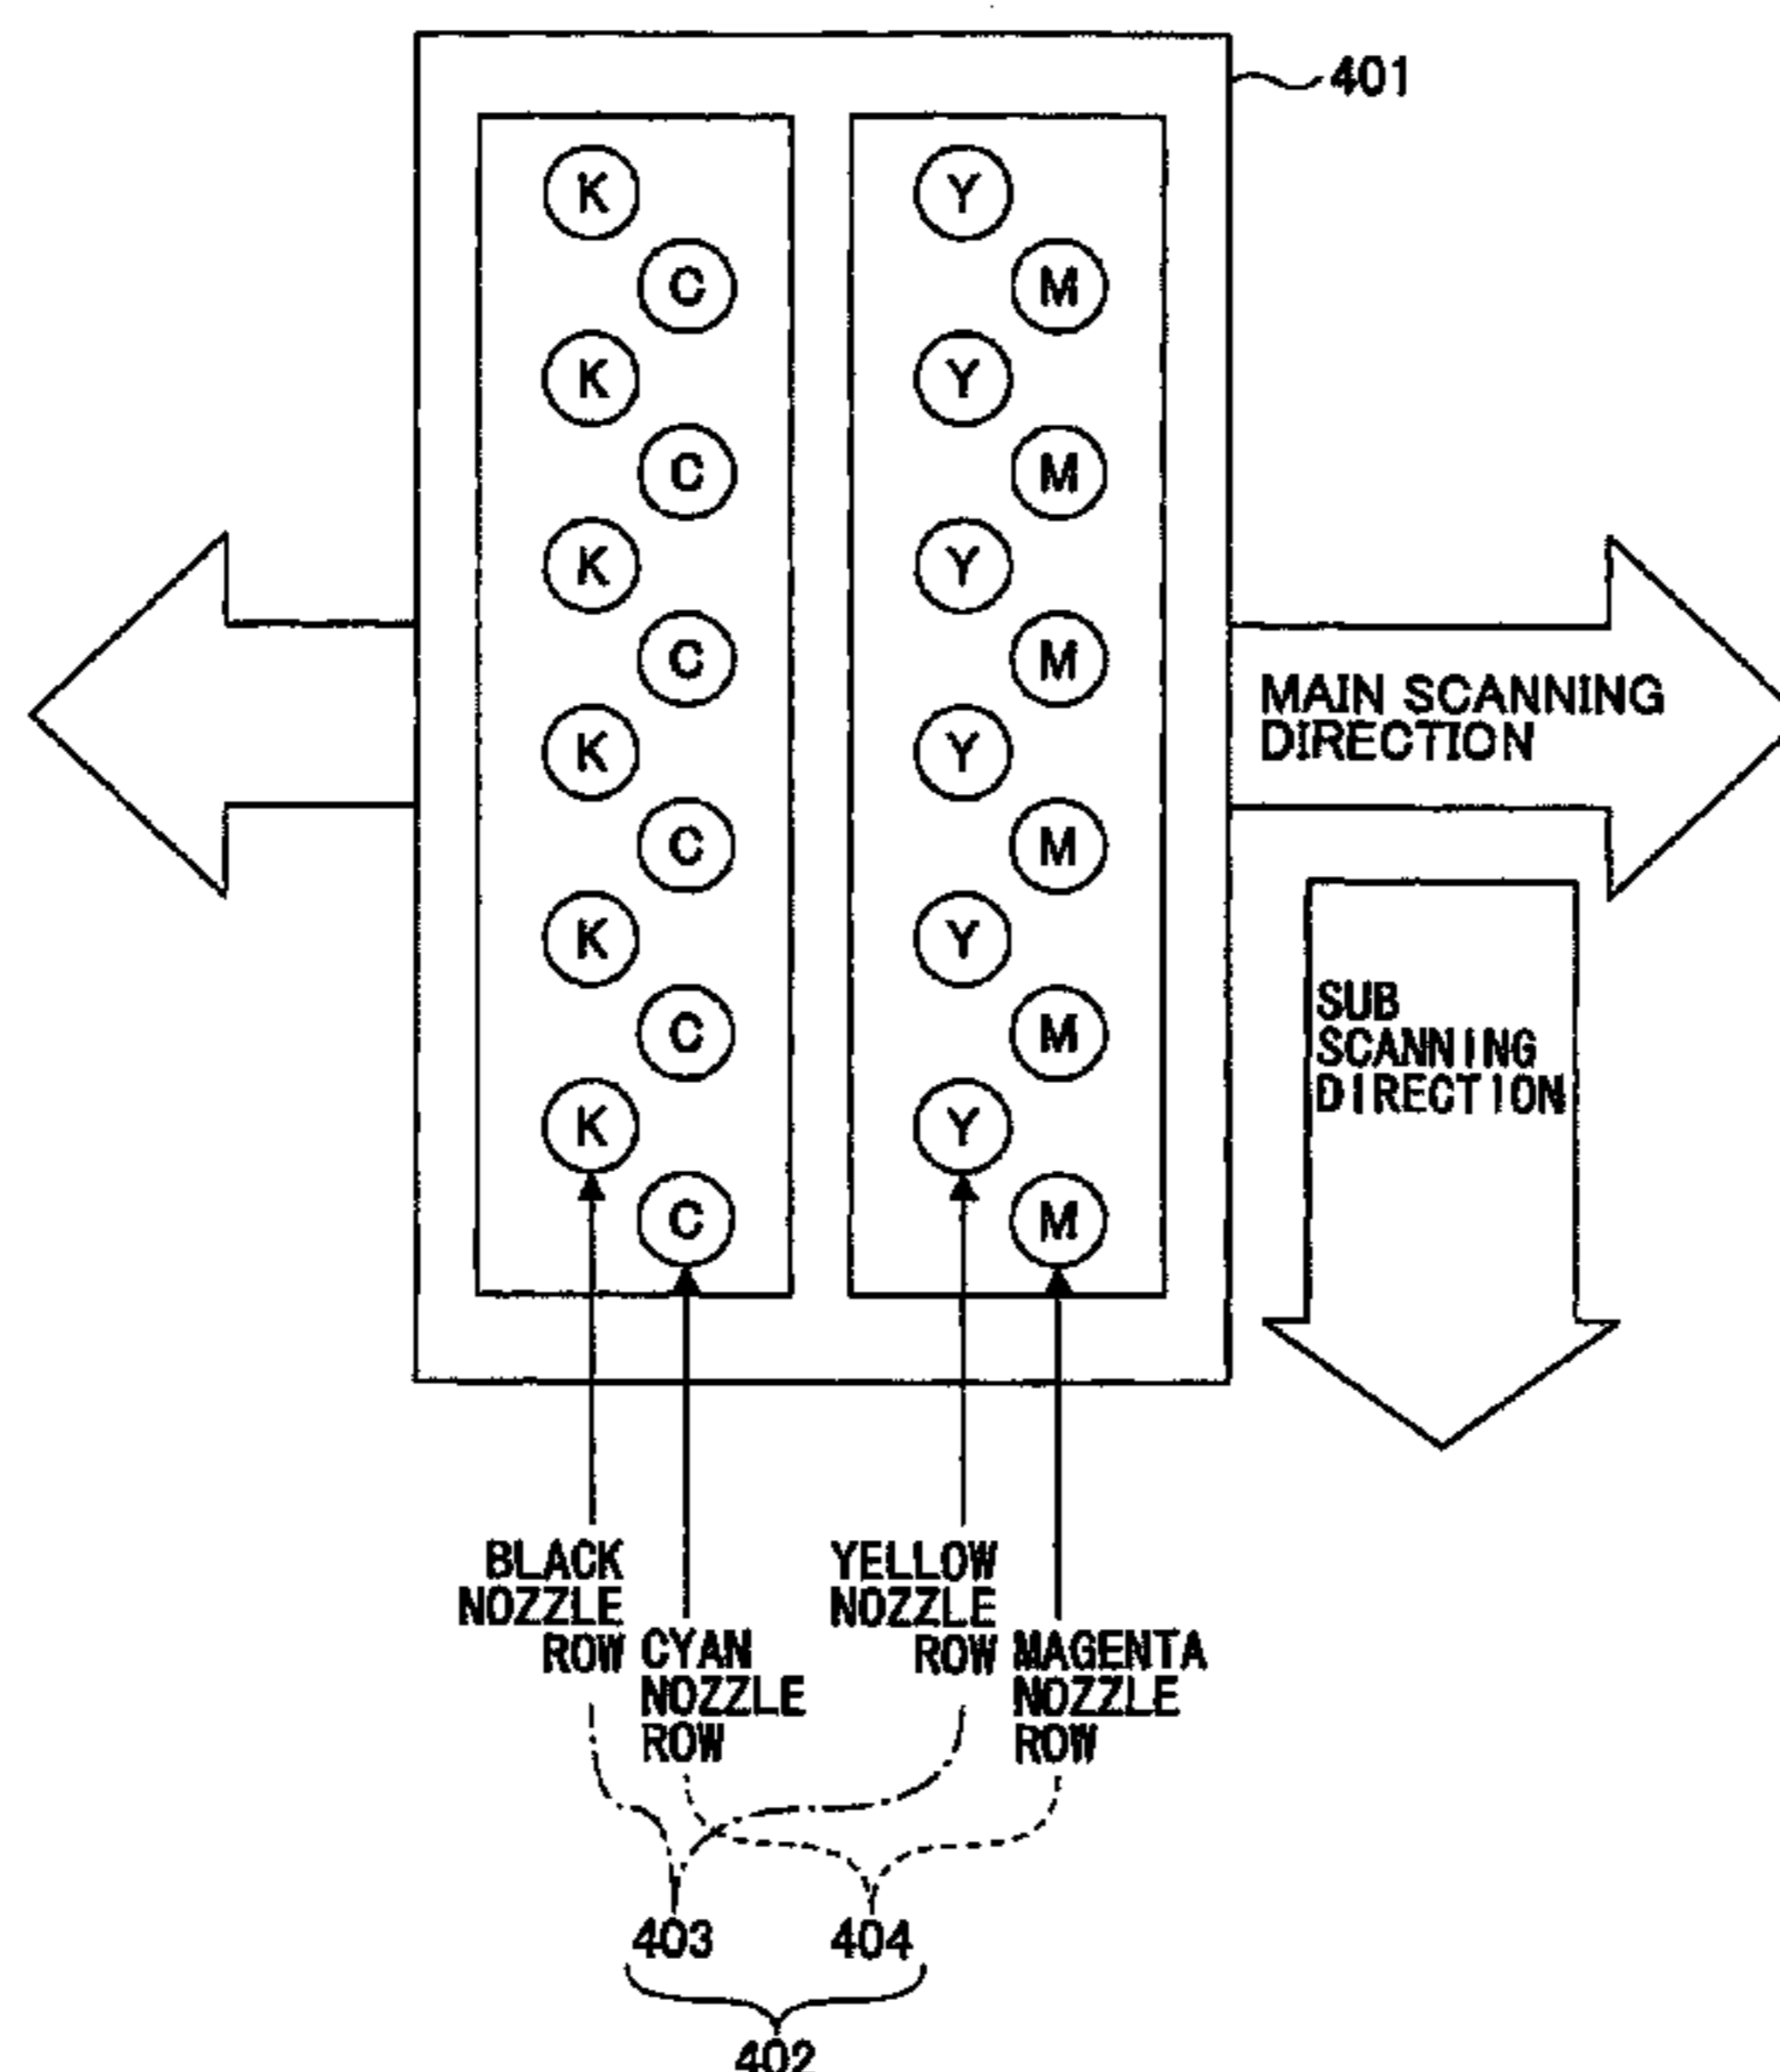 401
K Y
C M
K Y
C M
K Y
C M
K Y
C M
K Y
C M
K Y
C M
MAIN SCANNING
DIRECTION
SUB
SCANNING
DIRECTION
BLACK
NOZZLE
ROW
CYAN
NOZZLE
ROW
YELLOW
NOZZLE
ROW
MAGENTA
NOZZLE
ROW
403
404
402